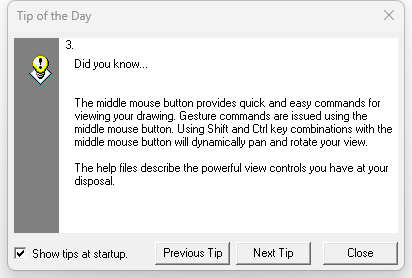 Tip of the Day
3.
Did you know...
The middle mouse button provides quick and easy commands for
viewing your drawing. Gesture commands are issued using the
middle mouse button. Using Shift and Ctrl key combinations with the
middle mouse button will dynamically pan and rotate your view.
The help files describe the powerful view controls you have at your
disposal.
Show tips at startup.
Previous Tip
Next Tip
Close